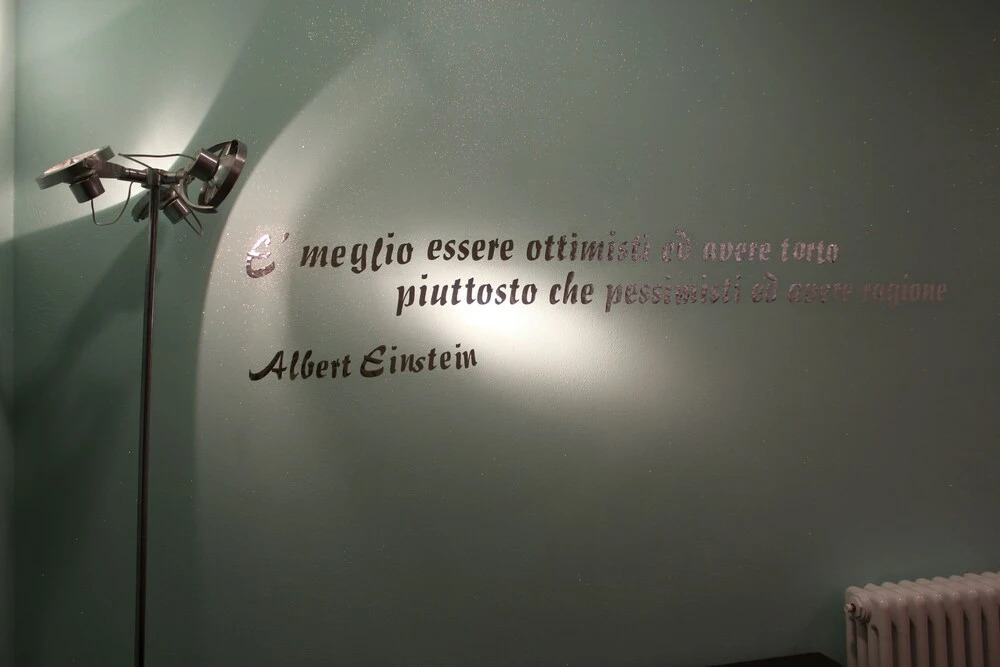 E' meglio essere ottimisti ed avere torto
piuttosto che pessimisti ed avere ragione
Albert Einstein